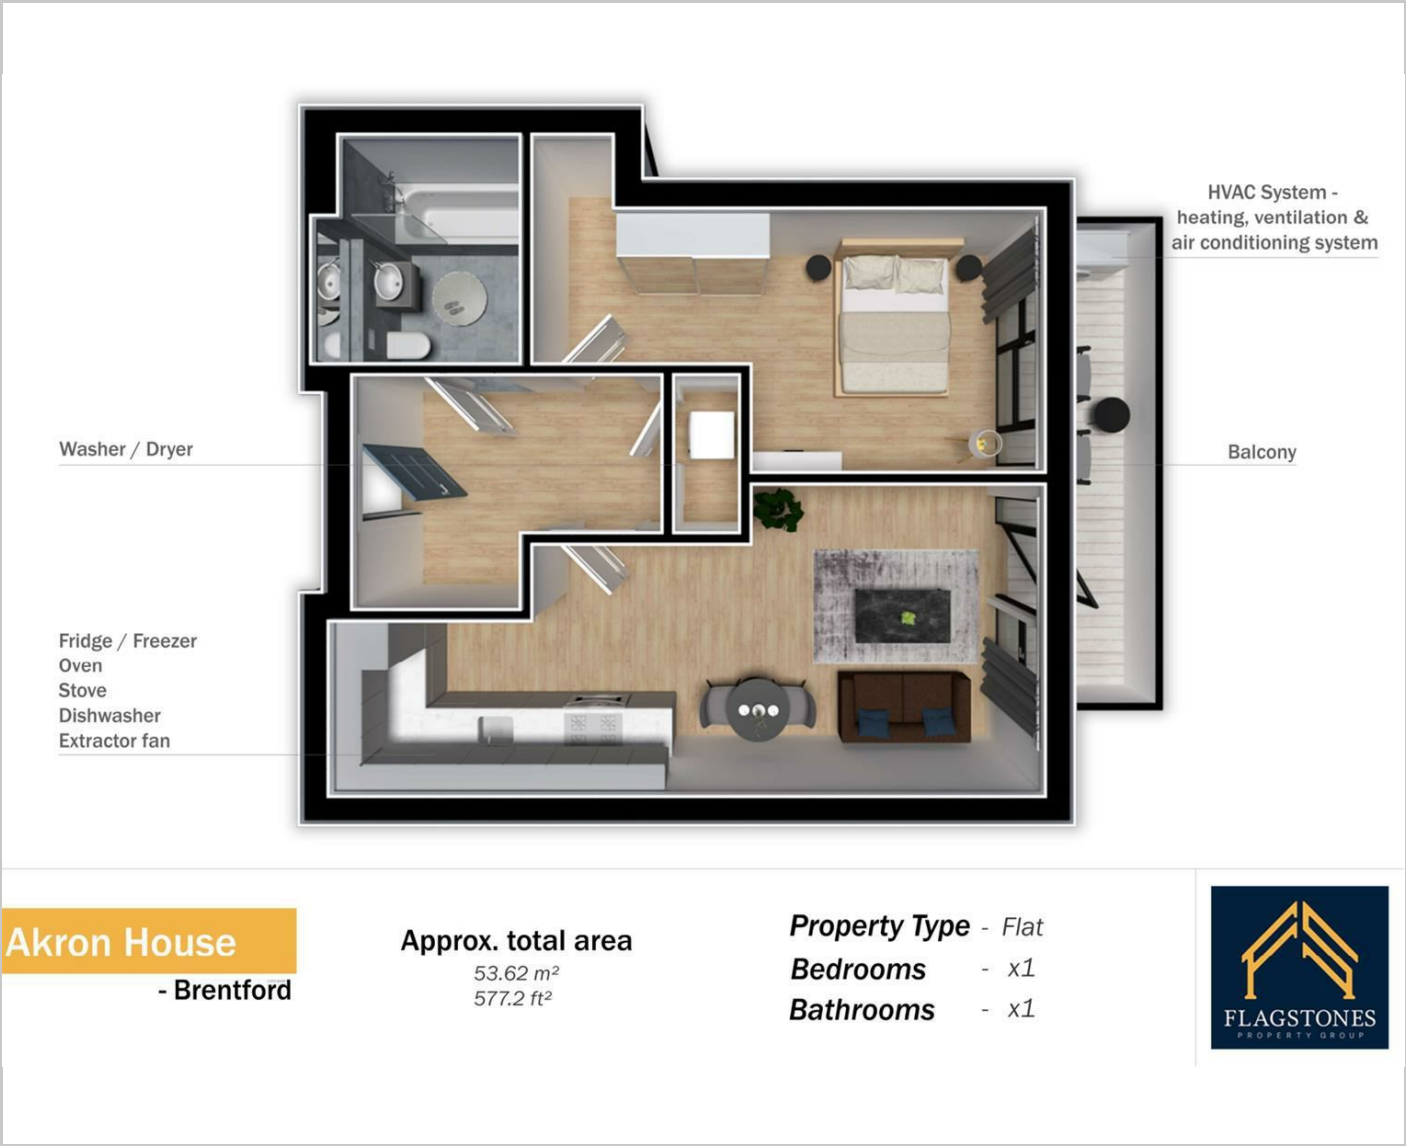 HVAC System -
heating, ventilation &
air conditioning system
Washer / Dryer
Balcony
Fridge / Freezer
Oven
Stove
Dishwasher
Extractor fan
Akron House
- Brentford
Approx. total area
53.62 m²
577.2 ft²
Property Type - Flat
Bedrooms - x1
Bathrooms - x1
FLAGSTONES
PROPERTY GROUP